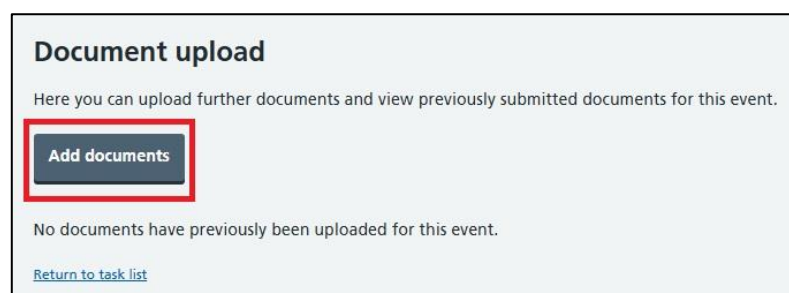 Document upload
Here you can upload further documents and view previously submitted documents for this event.
Add documents
No documents have previously been uploaded for this event.
Return to task list